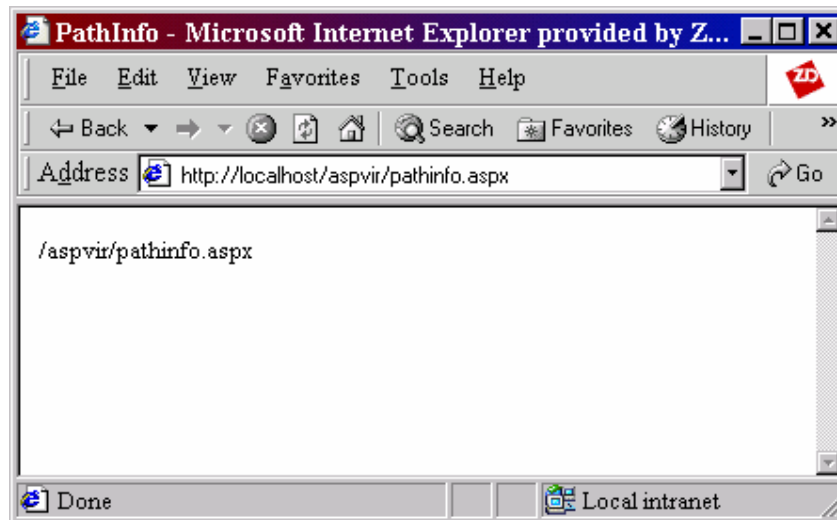 PathInfo - Microsoft Internet Explorer provided by Z...
File Edit View Favorites Tools Help
ZD
Back Search Favorites History »
Address http://localhost/aspvir/pathinfo.aspx Go
/aspvir/pathinfo.aspx
Done Local intranet